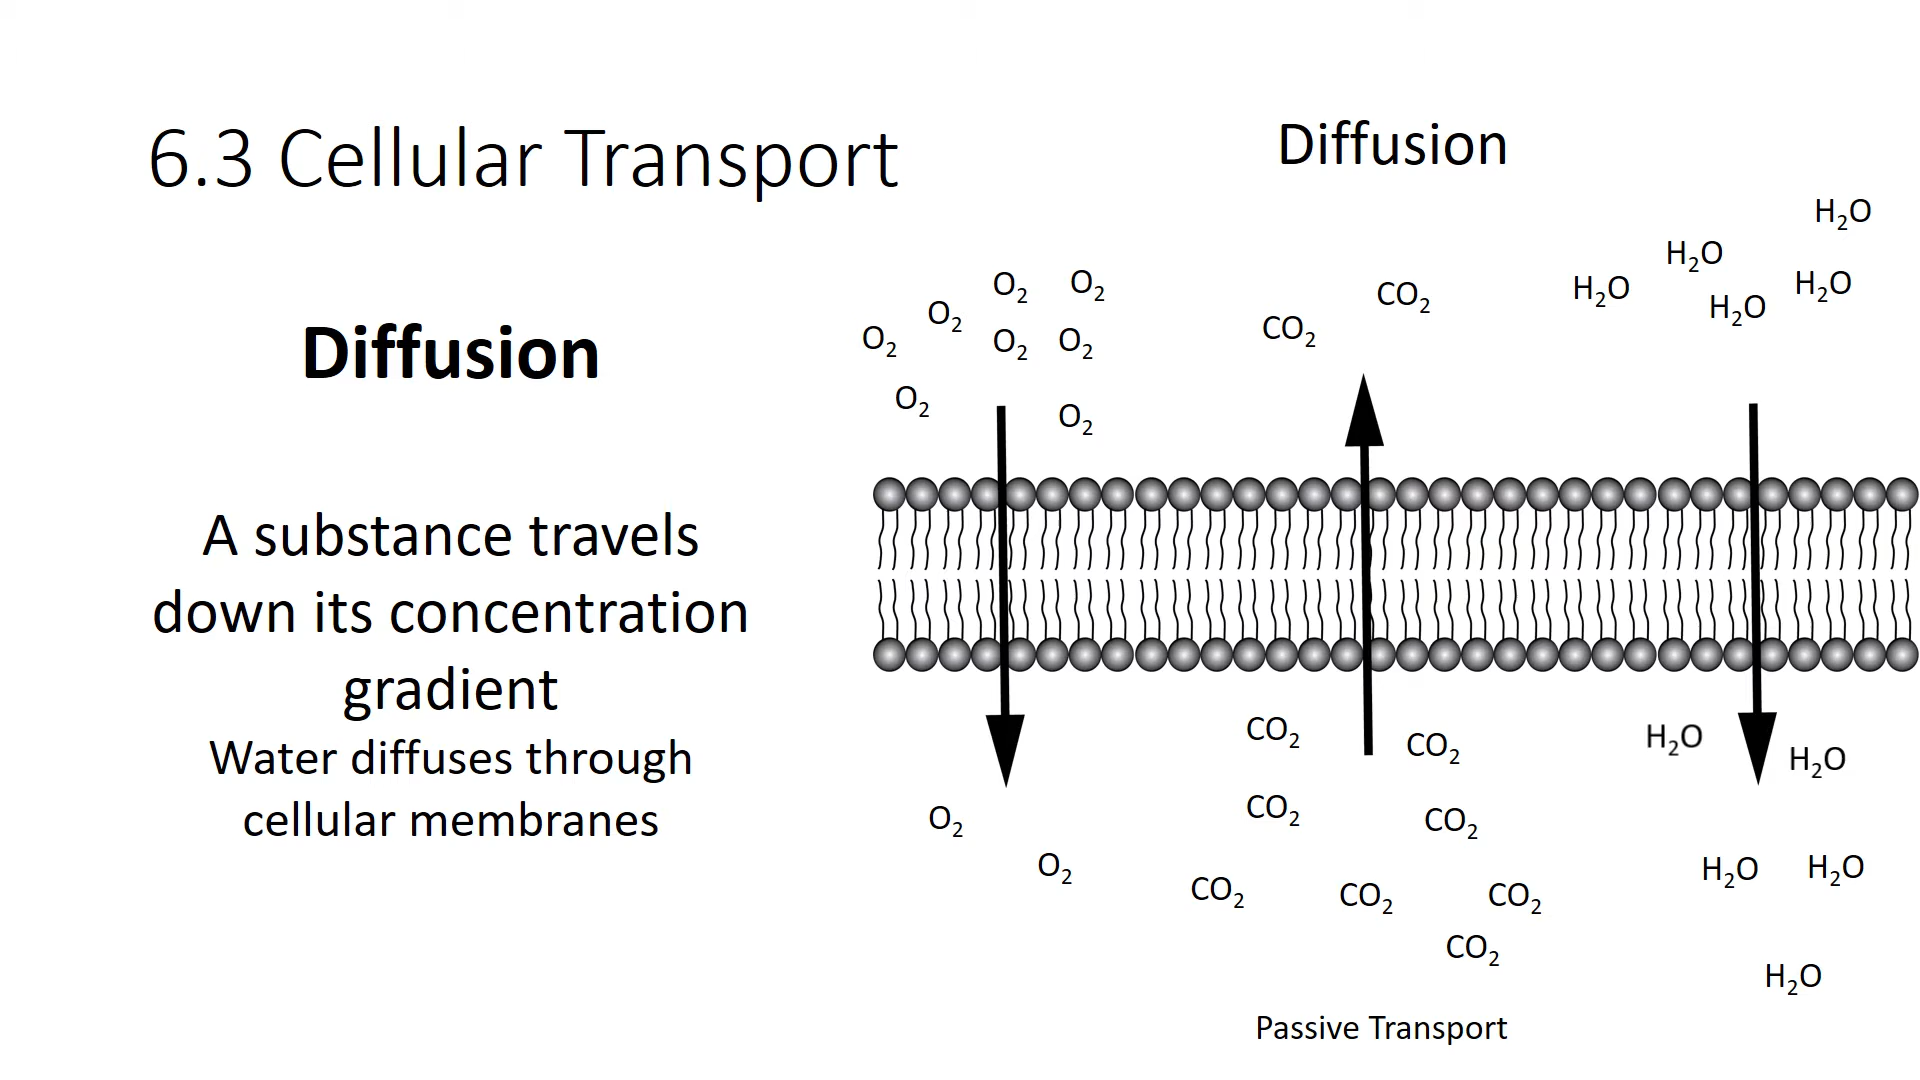 6.3 Cellular Transport
Diffusion
A substance travels
down its concentration
gradient
Water diffuses through
cellular membranes
Diffusion
O₂ O₂ O₂ O₂ O₂ O₂ O₂ O₂
CO₂ CO₂
H₂O H₂O H₂O H₂O H₂O
O₂ O₂
CO₂ CO₂ CO₂ CO₂ CO₂ CO₂ CO₂ CO₂
H₂O H₂O H₂O H₂O H₂O
Passive Transport